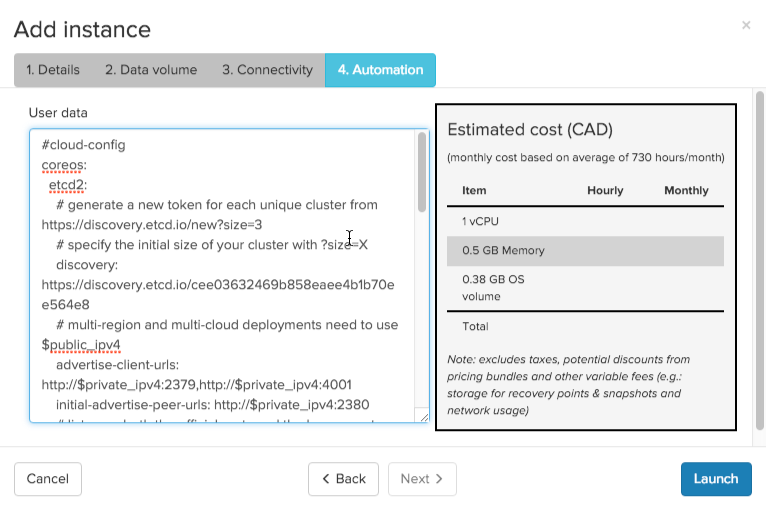 Add instance
×
1. Details
2. Data volume
3. Connectivity
4. Automation
User data
#cloud-config
coreos:
etcd2:
# generate a new token for each unique cluster from
https://discovery.etcd.io/new?size=3
# specify the initial size of your cluster with ?size=X
discovery:
https://discovery.etcd.io/cee03632469b858eaee4b1b70e
e564e8
# multi-region and multi-cloud deployments need to use
$public_ipv4
advertise-client-urls:
http://$private_ipv4:2379,http://$private_ipv4:4001
initial-advertise-peer-urls: http://$private_ipv4:2380
Estimated cost (CAD)
(monthly cost based on average of 730 hours/month)
Item Hourly Monthly
1 vCPU
0.5 GB Memory
0.38 GB OS
volume
Total
Note: excludes taxes, potential discounts from
pricing bundles and other variable fees (e.g.:
storage for recovery points & snapshots and
network usage)
Cancel
< Back
Next >
Launch